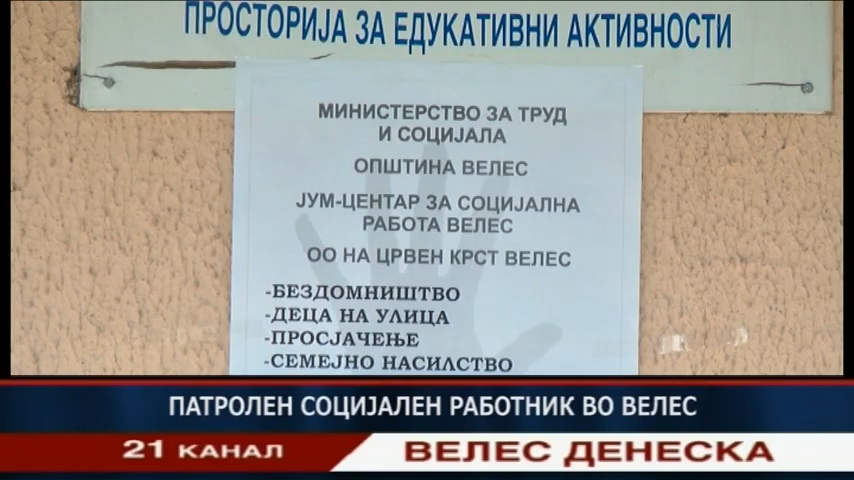 ПРОСТОРИЈА ЗА ЕДУКАТИВНИ АКТИВНОСТИ
МИНИСТЕРСТВО ЗА ТРУД
И СОЦИЈАЛА
ОПШТИНА ВЕЛЕС
ЈУМ-ЦЕНТАР ЗА СОЦИЈАЛНА
РАБОТА ВЕЛЕС
ОО НА ЦРВЕН КРСТ ВЕЛЕС
-БЕЗДОМНИШТВО
-ДЕЦА НА УЛИЦА
-ПРОСЈАЧЕЊЕ
-СЕМЕЈНО НАСИЛСТВО
ПАТРОЛЕН СОЦИЈАЛЕН РАБОТНИК ВО ВЕЛЕС
21 КАНАЛ
ВЕЛЕС ДЕНЕСКА